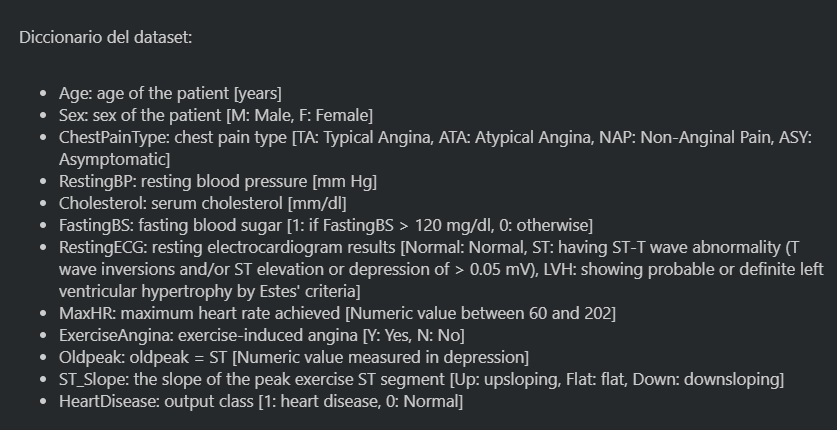 Diccionario del dataset:
• Age: age of the patient [years]
• Sex: sex of the patient [M: Male, F: Female]
• ChestPainType: chest pain type [TA: Typical Angina, ATA: Atypical Angina, NAP: Non-Anginal Pain, ASY:
Asymptomatic]
• RestingBP: resting blood pressure [mm Hg]
• Cholesterol: serum cholesterol [mm/dl]
• FastingBS: fasting blood sugar [1: if FastingBS > 120 mg/dl, 0: otherwise]
• RestingECG: resting electrocardiogram results [Normal: Normal, ST: having ST-T wave abnormality (T
wave inversions and/or ST elevation or depression of > 0.05 mV), LVH: showing probable or definite left
ventricular hypertrophy by Estes' criteria]
• MaxHR: maximum heart rate achieved [Numeric value between 60 and 202]
• ExerciseAngina: exercise-induced angina [Y: Yes, N: No]
• Oldpeak: oldpeak = ST [Numeric value measured in depression]
• ST_Slope: the slope of the peak exercise ST segment [Up: upsloping, Flat: flat, Down: downsloping]
• HeartDisease: output class [1: heart disease, 0: Normal]